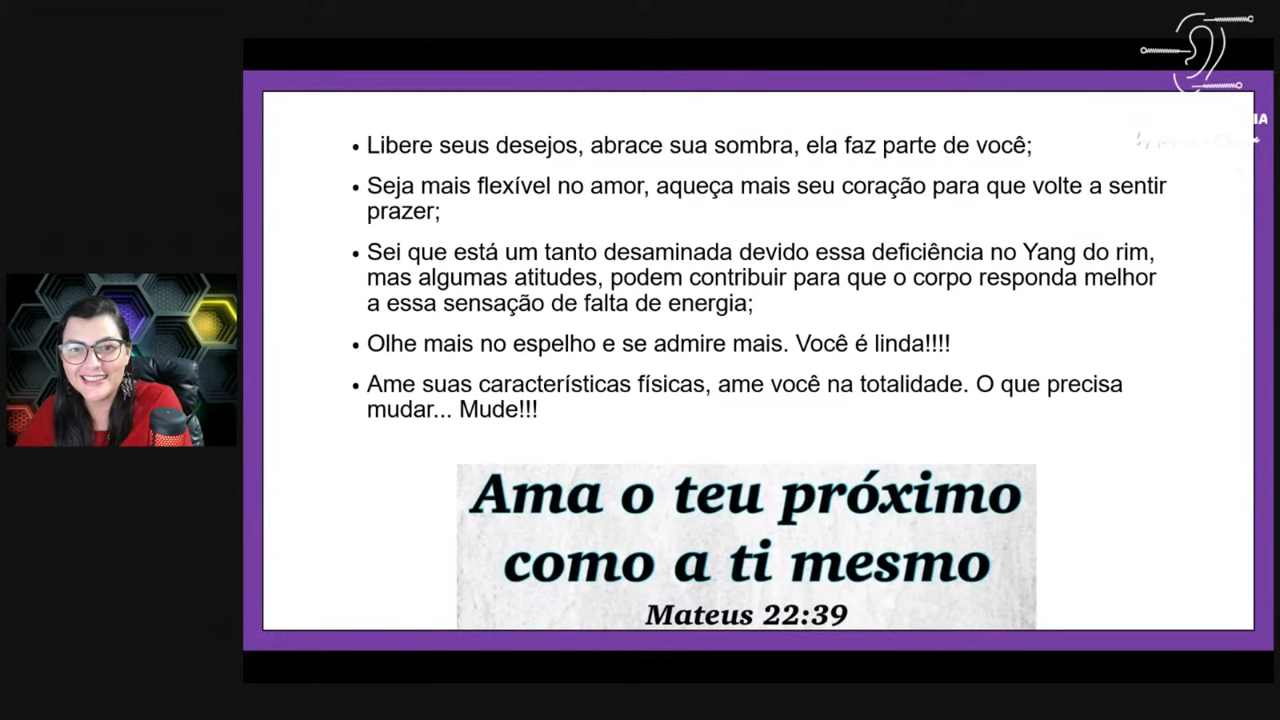 • Libere seus desejos, abrace sua sombra, ela faz parte de você;
• Seja mais flexível no amor, aqueça mais seu coração para que volte a sentir
prazer;
• Sei que está um tanto desaminada devido essa deficiência no Yang do rim,
mas algumas atitudes, podem contribuir para que o corpo responda melhor
a essa sensação de falta de energia;
• Olhe mais no espelho e se admire mais. Você é linda!!!!
• Ame suas características físicas, ame você na totalidade. O que precisa
mudar... Mude!!!
Ama o teu próximo
como a ti mesmo
Mateus 22:39